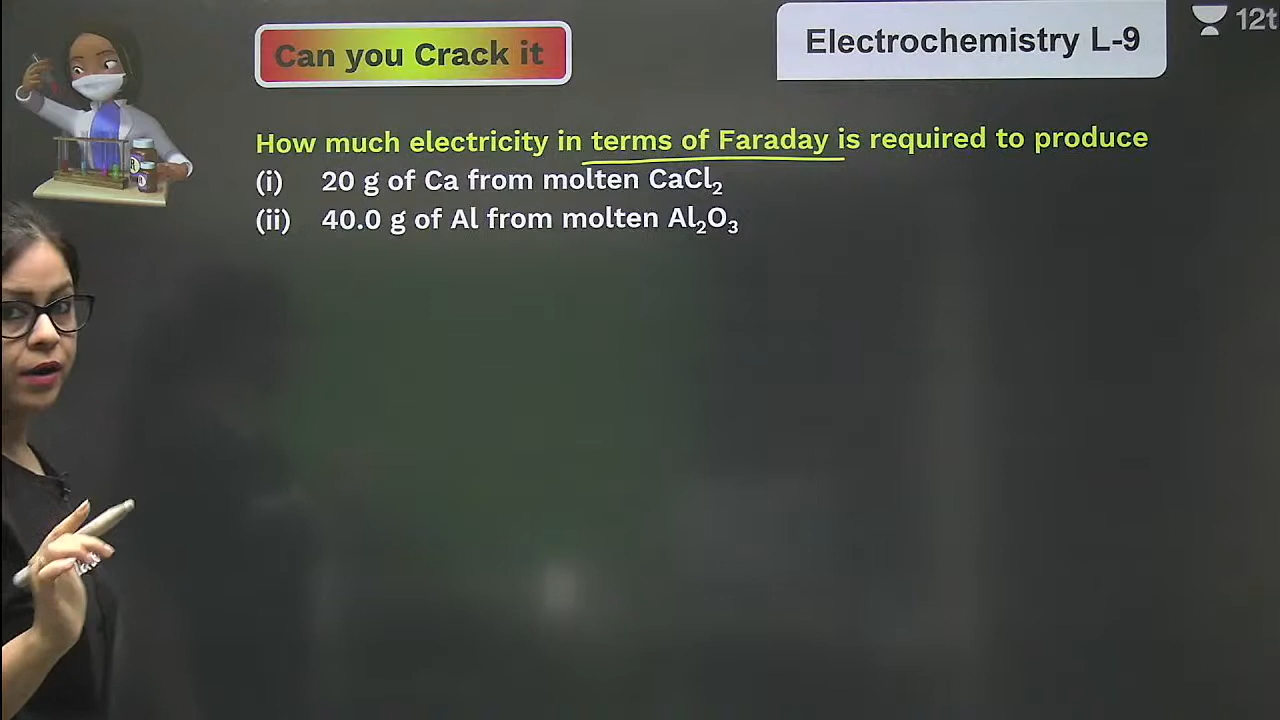 Can you Crack it
Electrochemistry L-9
12t
How much electricity in terms of Faraday is required to produce
(i) 20 g of Ca from molten CaCl₂
(ii) 40.0 g of Al from molten Al₂O₃